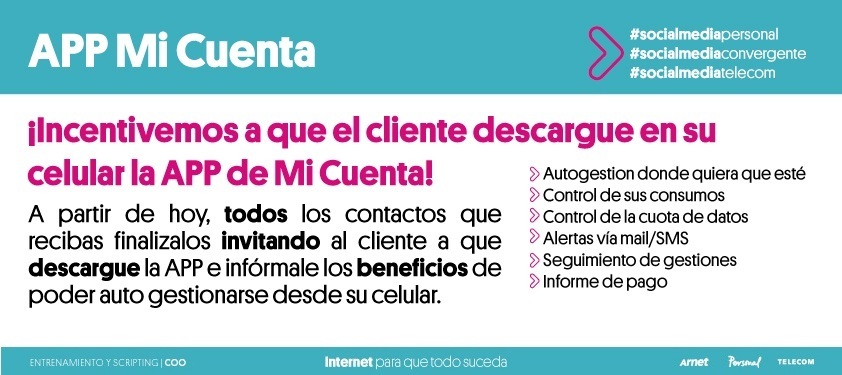 APP Mi Cuenta
#socialmediapersonal
#socialmediaconvergente
#socialmediatelecom
¡Incentivemos a que el cliente descargue en su
celular la APP de Mi Cuenta!
A partir de hoy, todos los contactos que
recibas finalizalos invitando al cliente a que
descargue la APP e infórmale los beneficios de
poder auto gestionarse desde su celular.
Autogestion donde quiera que esté
Control de sus consumos
Control de la cuota de datos
Alertas vía mail/SMS
Seguimiento de gestiones
Informe de pago
ENTRENAMIENTO Y SCRIPTING | COO
Internet para que todo suceda
Arnet Personal TELECOM